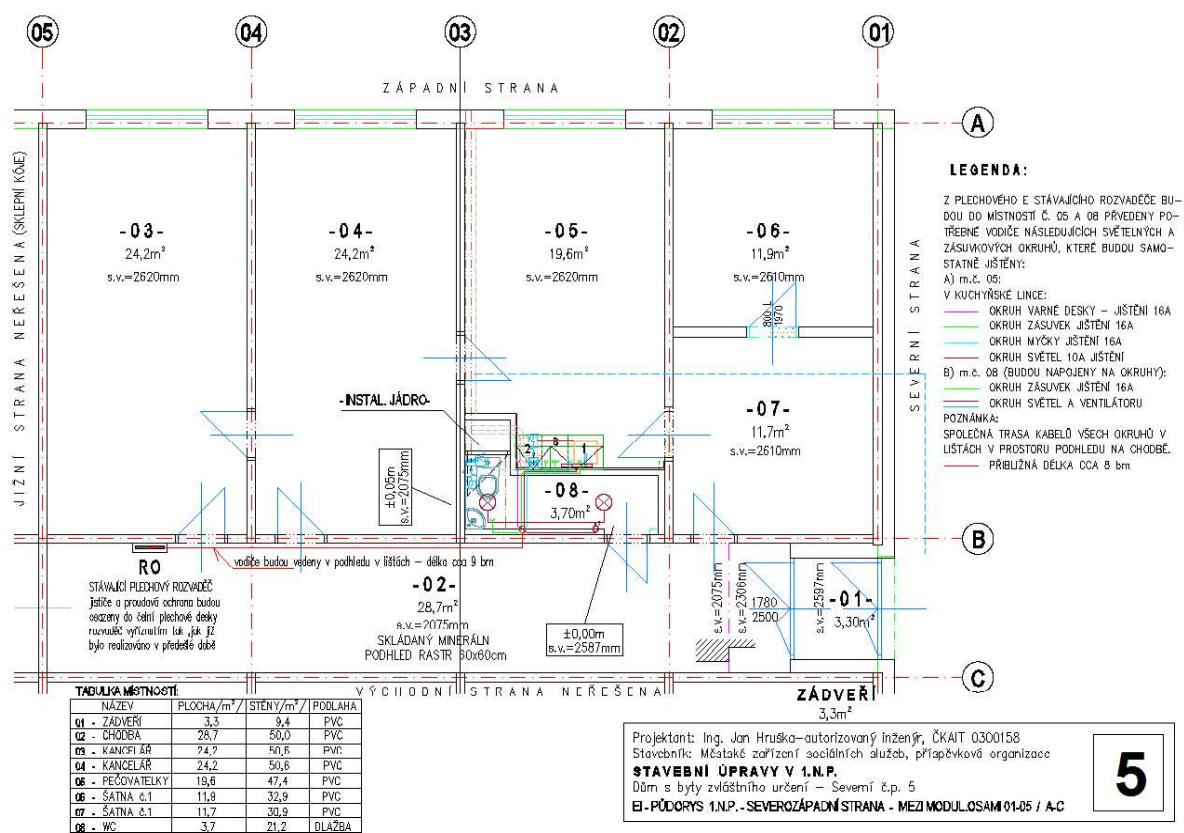 05 04 03 02 01
ZÁPADNÍ STRANA
A
B
C
JIŽNÍ STRANA NEŘEŠENA (SKLEPNÍ KÓJE)
SEVERNÍ STRANA
-03-
24,2m²
s.v.=2620mm
-04-
24,2m²
s.v.=2620mm
-05-
19,6m²
s.v.=2620mm
-06-
11,9m²
s.v.=2610mm
800 L
1970
-07-
11,7m²
s.v.=2610mm
-INSTAL. JÁDRO-
2
1
±0,05m
s.v.=2075mm
-08-
3,70m²
RO
STÁVAJÍCÍ PLECHOVÝ ROZVADĚČ
jističe a proudová ochrana budou
osazeny do čelní plechové desky
rozvaděč vyříznutím tak, jak již
bylo realizováno v předešlé době
vodiče budou vedeny v podhledu v lištách – délka cca 9 bm
-02-
28,7m²
s.v.=2075mm
SKLÁDANÝ MINERÁLN
PODHLED RASTR 60x60cm
±0,00m
s.v.=2587mm
s.v.=2075mm
s.v.=2306mm
1780
2500
s.v.=2597mm
-01-
3,30m²
VÝCHODNÍ STRANA NEŘEŠENA
ZÁDVEŘÍ
3,3m²
LEGENDA:
Z PLECHOVÉHO E STÁVAJÍCÍHO ROZVADĚČE BU-
DOU DO MÍSTNOSTÍ Č. 05 A 08 PŘVEDENY PO-
TŘEBNÉ VODIČE NÁSLEDUJÍCÍCH SVĚTELNÝCH A
ZÁSUVKOVÝCH OKRUHŮ, KTERÉ BUDOU SAMO-
STATNĚ JIŠTĚNY:
A) m.č. 05:
V KUCHYŇSKÉ LINCE:
OKRUH VARNÉ DESKY – JIŠTĚNÍ 16A
OKRUH ZÁSUVEK JIŠTĚNÍ 16A
OKRUH MYČKY JIŠTĚNÍ 16A
OKRUH SVĚTEL 10A JIŠTĚNÍ
B) m.č. 08 (BUDOU NAPOJENY NA OKRUHY):
OKRUH ZÁSUVEK JIŠTĚNÍ 16A
OKRUH SVĚTEL A VENTILÁTORU
POZNÁMKA:
SPOLEČNÁ TRASA KABELŮ VŠECH OKRUHŮ V
LIŠTÁCH V PROSTORU PODHLEDU NA CHODBĚ.
PŘIBLIŽNÁ DÉLKA CCA 8 bm
TABULKA MÍSTNOSTÍ:
NÁZEV PLOCHA/m²/ STĚNY/m²/ PODLAHA
01 - ZÁDVEŘÍ 3,3 9,4 PVC
02 - CHODBA 28,7 50,0 PVC
03 - KANCELÁŘ 24,2 50,6 PVC
04 - KANCELÁŘ 24,2 50,6 PVC
05 - PEČOVATELKY 19,6 47,4 PVC
06 - ŠATNA č.1 11,9 32,9 PVC
07 - ŠATNA č.1 11,7 30,9 PVC
08 - WC 3,7 21,2 DLAŽBA
Projektant: Ing. Jan Hruška-autorizovaný inženýr, ČKAIT 0300158
Stavebník: Městské zařízení sociálních služeb, příspěvková organizace
STAVEBNÍ ÚPRAVY V 1.N.P.
Dům s byty zvláštního určení – Severní č.p. 5
EI - PŮDORYS 1.N.P. - SEVEROZÁPADNÍ STRANA - MEZI MODUL.OSAMI 01-05 / A-C
5